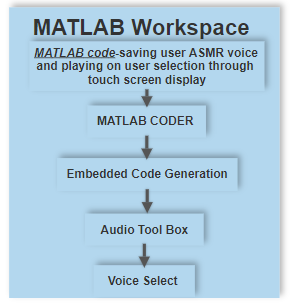 MATLAB Workspace
MATLAB code-saving user ASMR voice
and playing on user selection through
touch screen display
MATLAB CODER
Embedded Code Generation
Audio Tool Box
Voice Select